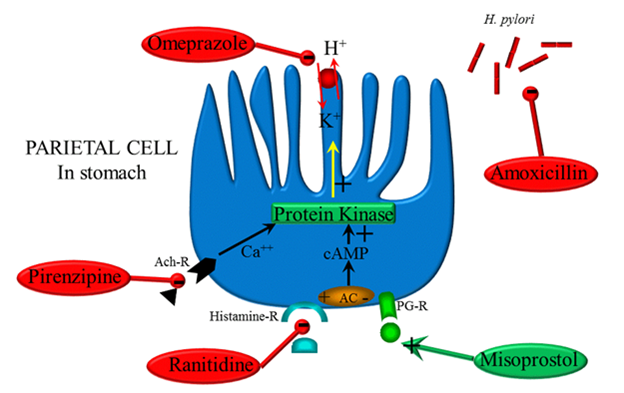 H. pylori
Omeprazole
H+
K+
PARIETAL CELL
In stomach
Amoxicillin
+
Protein Kinase
+
Ca++
cAMP
Ach-R
Pirenzipine
+ AC -
PG-R
Histamine-R
+
Ranitidine
Misoprostol